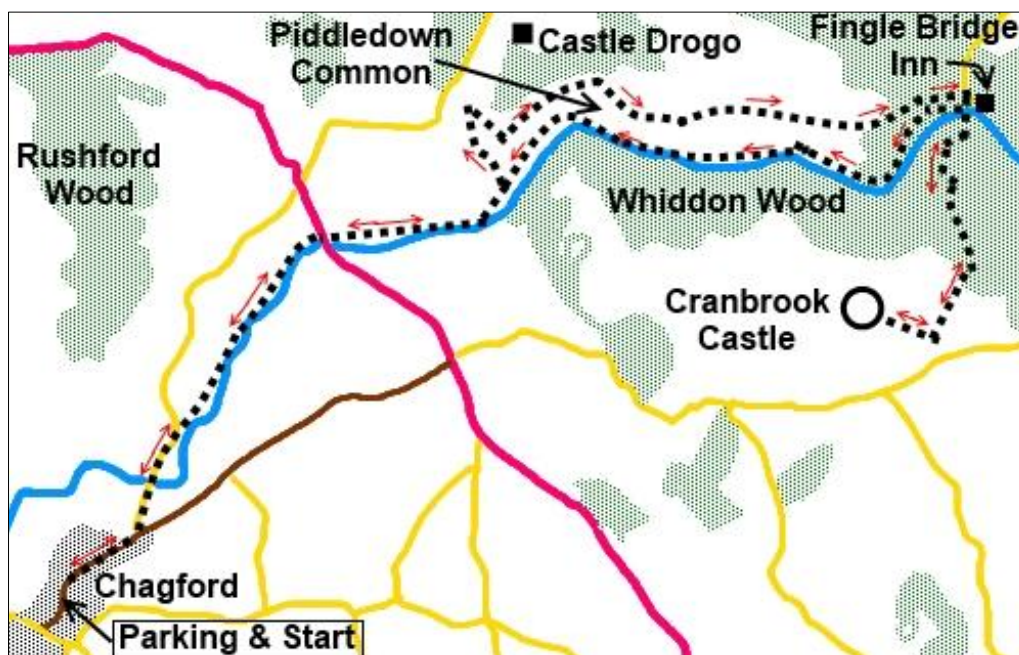 Piddledown
Common
Castle Drogo
Fingle Bridge
Inn
Rushford
Wood
Whiddon Wood
Cranbrook
Castle
Chagford
Parking & Start